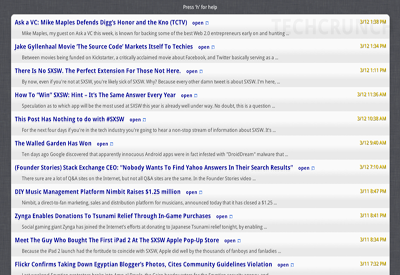 Press 'h' for help
TECHCRUNCH
Ask a VC: Mike Maples Defends Digg's Honor and the Kno (TCTV) open 3/12 1:55 PM
Mike Maples, my guest on Ask a VC this week, is known for backing some of the best Web 2.0 entrepreneurs early on and hunting ...
Jake Gyllenhaal Movie 'The Source Code' Markets Itself To Techies open 3/12 1:34 PM
Between movies being funded on Kickstarter, a critically acclaimed movie about Facebook, and Twitter basically serving as a ...
There Is No SXSW. The Perfection Extension For Those Not Here. open 3/12 1:11 PM
By now, even if you're not at SXSW, you're likely sick of SXSW. Why? Because every other damn tweet is about SXSW. I'm here, ...
How To "Win" SXSW: Hint – It's The Same Answer Every Year open 3/12 11:36 AM
Speculation as to which app will be the most used at SXSW this year is already well under way. No doubt, this is a question ...
This Post Has Nothing to do with #SXSW open 3/12 10:38 AM
For the next four days if you're in the tech industry you're going to hear a non-stop stream of information about SXSW. It's ...
The Walled Garden Has Won open 3/12 9:40 AM
Ten days ago Google discovered that apparently innocuous Android apps were in fact infested with "DroidDream" malware that ...
(Founder Stories) Stack Exchange CEO: "Nobody Wants To Find Yahoo Answers In Their Search Results" open 3/12 7:10 AM
There sure are a lot of Q&A sites on the Internet, but not all Q&A sites are the same. In the Founder Stories video ...
DIY Music Management Platform Nimbit Raises $1.25 million open 3/11 8:47 PM
Nimbit, a direct-to-fan marketing, sales and distribution platform for musicians, announced today that it has closed a $1.25 ...
Zynga Enables Donations To Tsunami Relief Through In-Game Purchases open 3/11 8:41 PM
Social gaming giant Zynga has joined the Internet's efforts at donating to Japanese Tsunami relief tonight, by enabling ...
Meet The Guy Who Bought The First iPad 2 At The SXSW Apple Pop-Up Store open 3/11 8:34 PM
Because the iPad 2 launch had the fortitude to coincide with SXSW, Apple did well by the thousands of fanboys and fanladies ...
Flickr Confirms Taking Down Egyptian Blogger's Photos, Cites Community Guidelines Violation open 3/11 7:32 PM